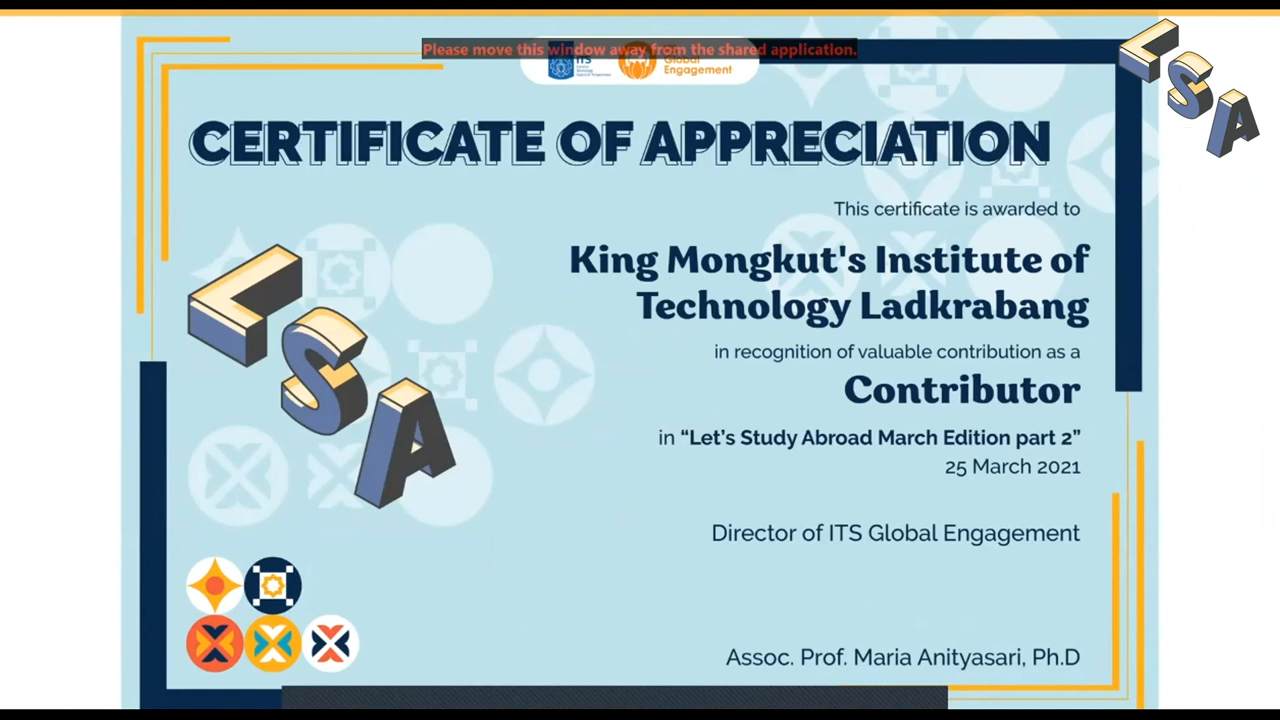 Please move this window away from the shared application.
ITS
Global
Engagement
CERTIFICATE OF APPRECIATION
LSA
This certificate is awarded to
King Mongkut's Institute of
Technology Ladkrabang
in recognition of valuable contribution as a
Contributor
in “Let’s Study Abroad March Edition part 2”
25 March 2021
LSA
Director of ITS Global Engagement
Assoc. Prof. Maria Anityasari, Ph.D